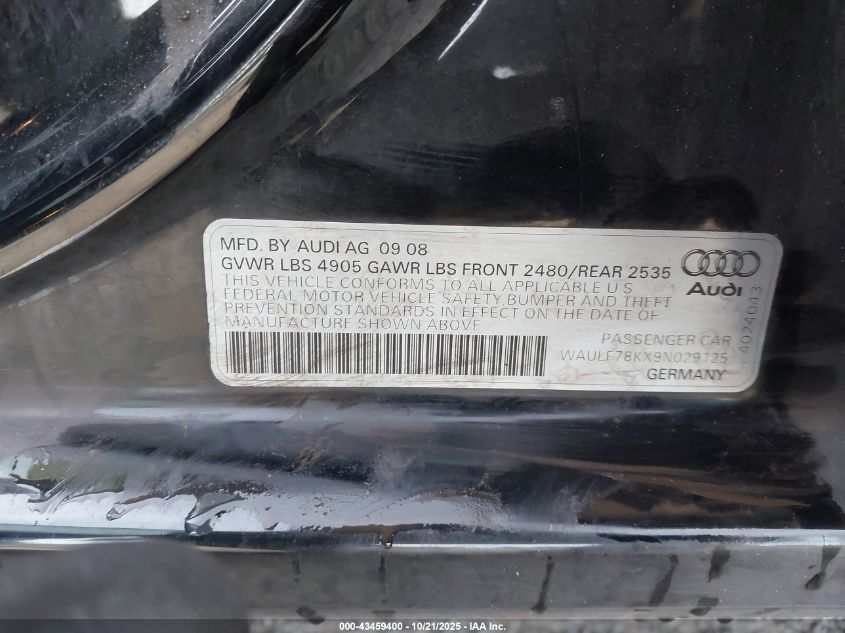 MFD. BY AUDI AG 09 08
GVWR LBS 4905 GAWR LBS FRONT 2480/REAR 2535
THIS VEHICLE CONFORMS TO ALL APPLICABLE U S
FEDERAL MOTOR VEHICLE SAFETY, BUMPER AND THEFT
PREVENTION STANDARDS IN EFFECT ON THE DATE OF
MANUFACTURE SHOWN ABOVE
Audi
4024043
PASSENGER CAR
WAULF78KX9N029125
GERMANY
000-43459400 - 10/21/2025 - IAA Inc.